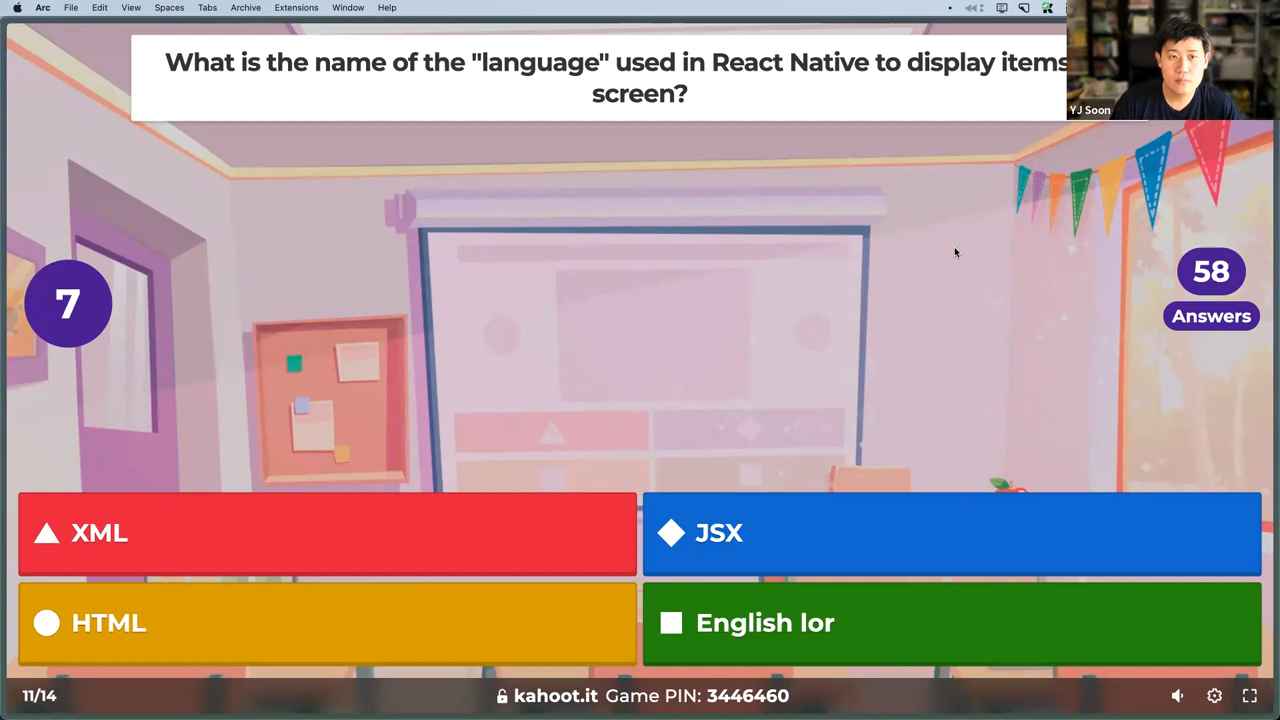 Arc File Edit View Spaces Tabs Archive Extensions Window Help
What is the name of the "language" used in React Native to display items
screen?
YJ Soon
7
58
Answers
XML
JSX
HTML
English lor
11/14
kahoot.it Game PIN: 3446460